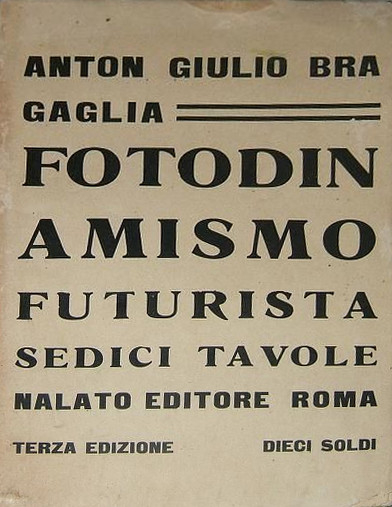 ANTON GIULIO BRA
GAGLIA
FOTODIN
AMISMO
FUTURISTA
SEDICI TAVOLE
NALATO EDITORE ROMA
TERZA EDIZIONE DIECI SOLDI